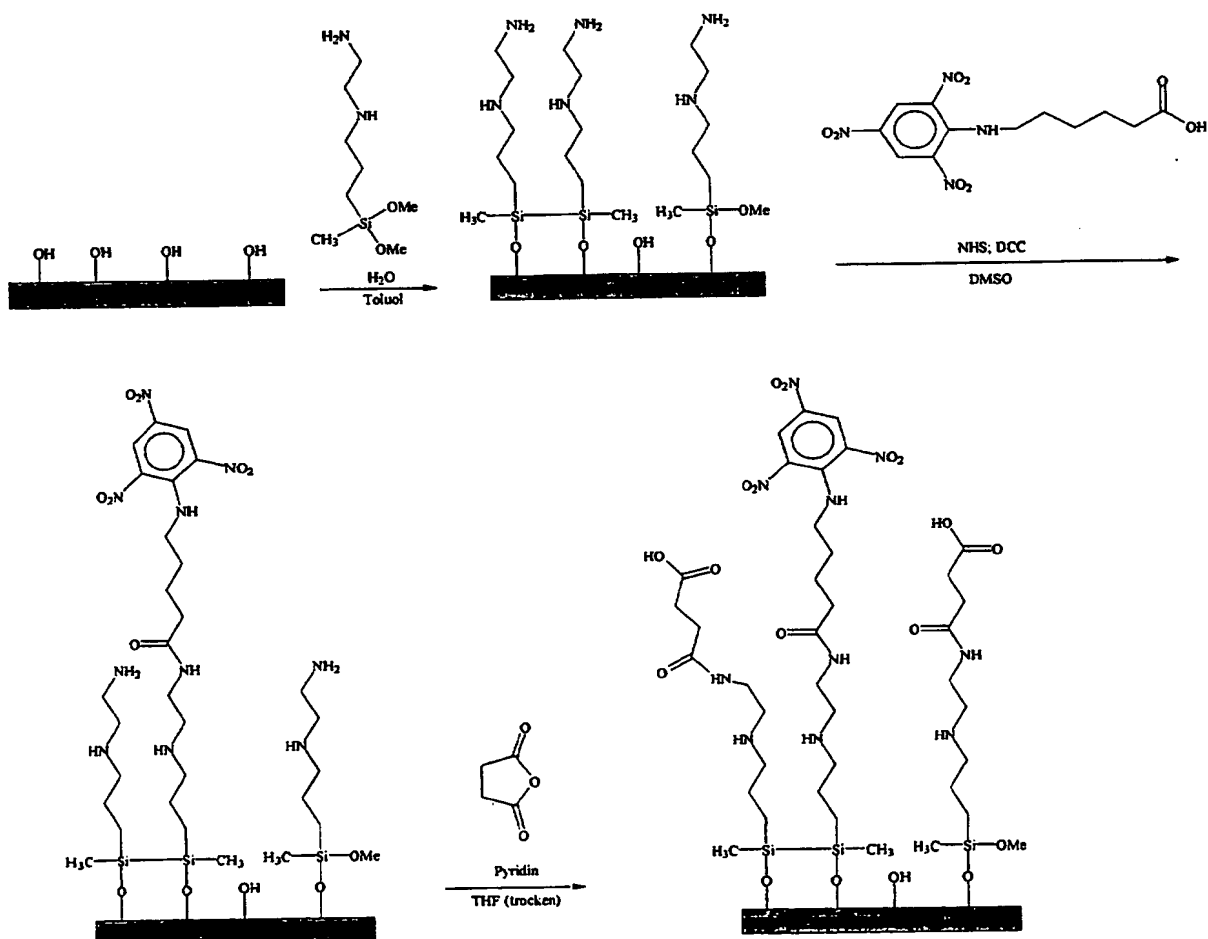 OH OH OH OH
H₂N
NH
CH₃ Si OMe
OMe
H₂O
Toluol
NH₂ NH₂ NH₂
HN HN HN
H₃C Si Si CH₃ H₃C Si OMe
O O OH O
NO₂
O₂N NH
NO₂
O
OH
NHS; DCC
DMSO
O₂N
NO₂
O₂N
NH
O
NH₂ NH NH₂
HN HN HN
H₃C Si Si CH₃ H₃C Si OMe
O O OH O
O
O
O
Pyridin
THF (trocken)
O₂N
NO₂
O₂N
NH
HO O
HO O
O O
O HN NH NH
HN HN HN
H₃C Si Si CH₃ H₃C Si OMe
O O OH O